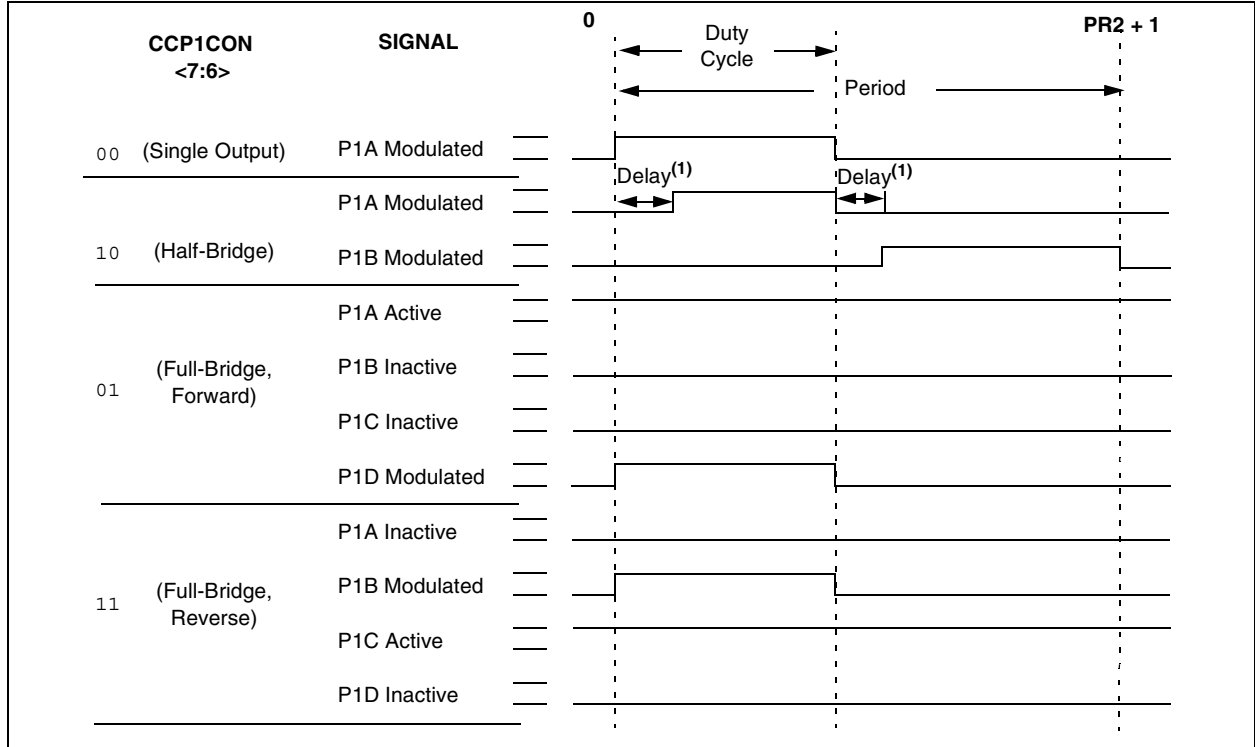 0
PR2 + 1
CCP1CON
<7:6>
SIGNAL
Duty
Cycle
Period
00 (Single Output) P1A Modulated
Delay(1)
Delay(1)
P1A Modulated
10 (Half-Bridge) P1B Modulated
P1A Active
01 (Full-Bridge,
Forward)
P1B Inactive
P1C Inactive
P1D Modulated
P1A Inactive
11 (Full-Bridge,
Reverse)
P1B Modulated
P1C Active
P1D Inactive